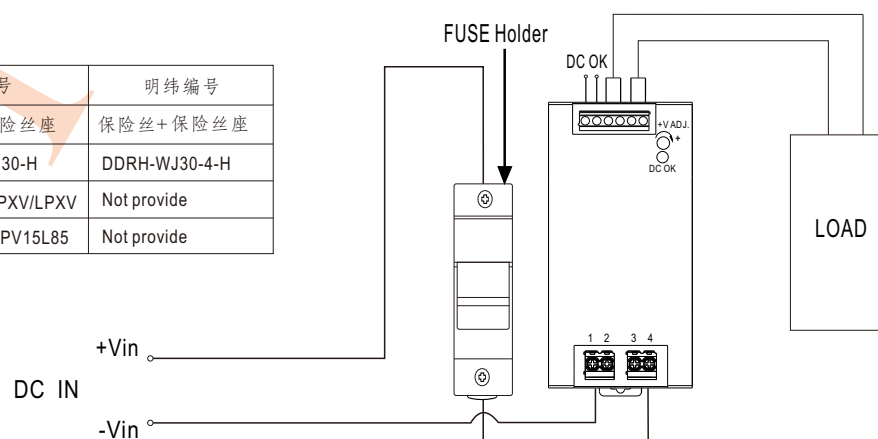 FUSE Holder
DC OK
号
明纬编号
险丝座
保险丝+保险丝座
30-H
DDRH-WJ30-4-H
PXV/LPXV
Not provide
PV15L85
Not provide
+V ADJ.
+
DC OK
LOAD
1 2 3 4
+Vin
DC IN
-Vin